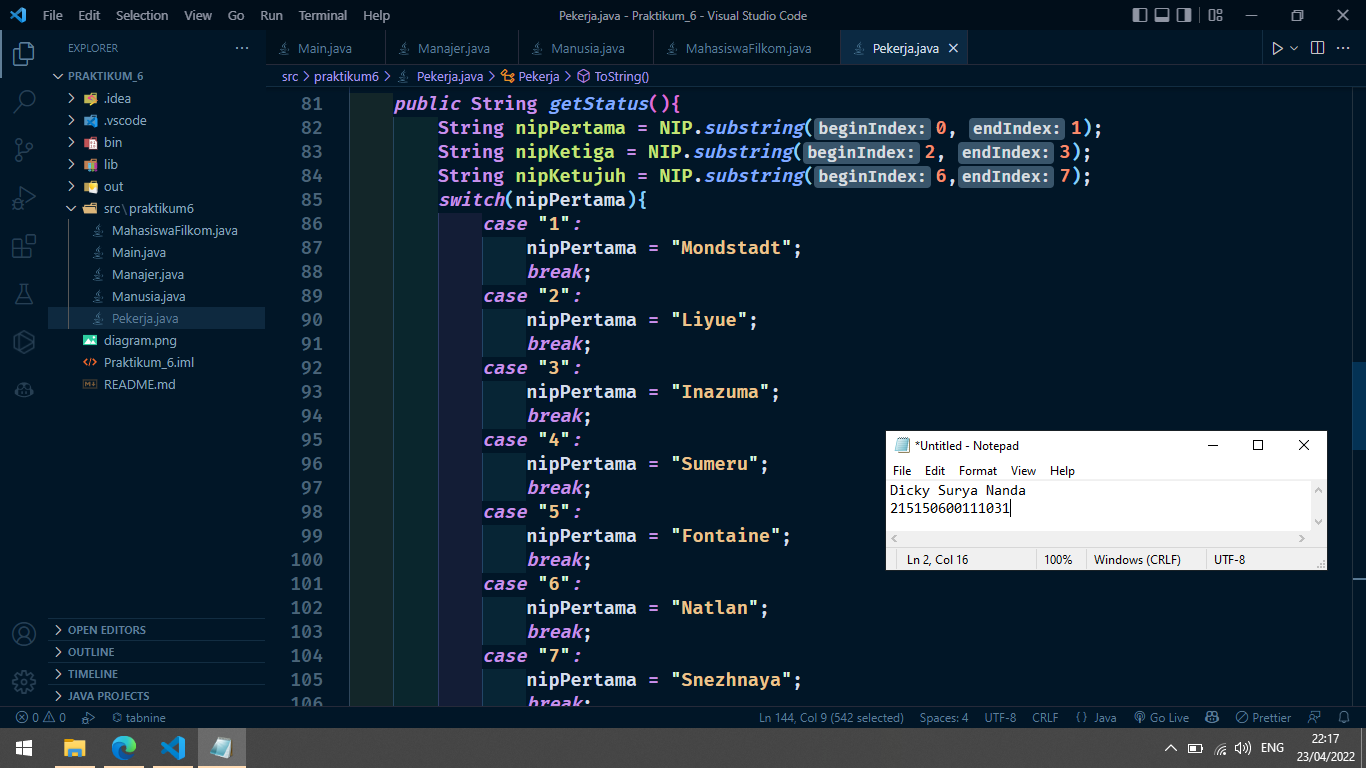 File Edit Selection View Go Run Terminal Help Pekerja.java - Praktikum_6 - Visual Studio Code
EXPLORER
PRAKTIKUM_6
.idea
.vscode
bin
lib
out
src\praktikum6
MahasiswaFilkom.java
Main.java
Manajer.java
Manusia.java
Pekerja.java
diagram.png
Praktikum_6.iml
README.md
OPEN EDITORS
OUTLINE
TIMELINE
JAVA PROJECTS
Main.java Manajer.java Manusia.java MahasiswaFilkom.java Pekerja.java
src > praktikum6 > Pekerja.java > Pekerja > ToString()
81 public String getStatus(){
82 String nipPertama = NIP.substring(beginIndex: 0, endIndex: 1);
83 String nipKetiga = NIP.substring(beginIndex: 2, endIndex: 3);
84 String nipKetujuh = NIP.substring(beginIndex: 6,endIndex: 7);
85 switch(nipPertama){
86 case "1":
87 nipPertama = "Mondstadt";
88 break;
89 case "2":
90 nipPertama = "Liyue";
91 break;
92 case "3":
93 nipPertama = "Inazuma";
94 break;
95 case "4":
96 nipPertama = "Sumeru";
97 break;
98 case "5":
99 nipPertama = "Fontaine";
100 break;
101 case "6":
102 nipPertama = "Natlan";
103 break;
104 case "7":
105 nipPertama = "Snezhnaya";
106 break;
*Untitled - Notepad
File Edit Format View Help
Dicky Surya Nanda
215150600111031
Ln 2, Col 16 100% Windows (CRLF) UTF-8
0 0 tabnine Ln 144, Col 9 (542 selected) Spaces: 4 UTF-8 CRLF {} Java Go Live Prettier
ENG
22:17
23/04/2022